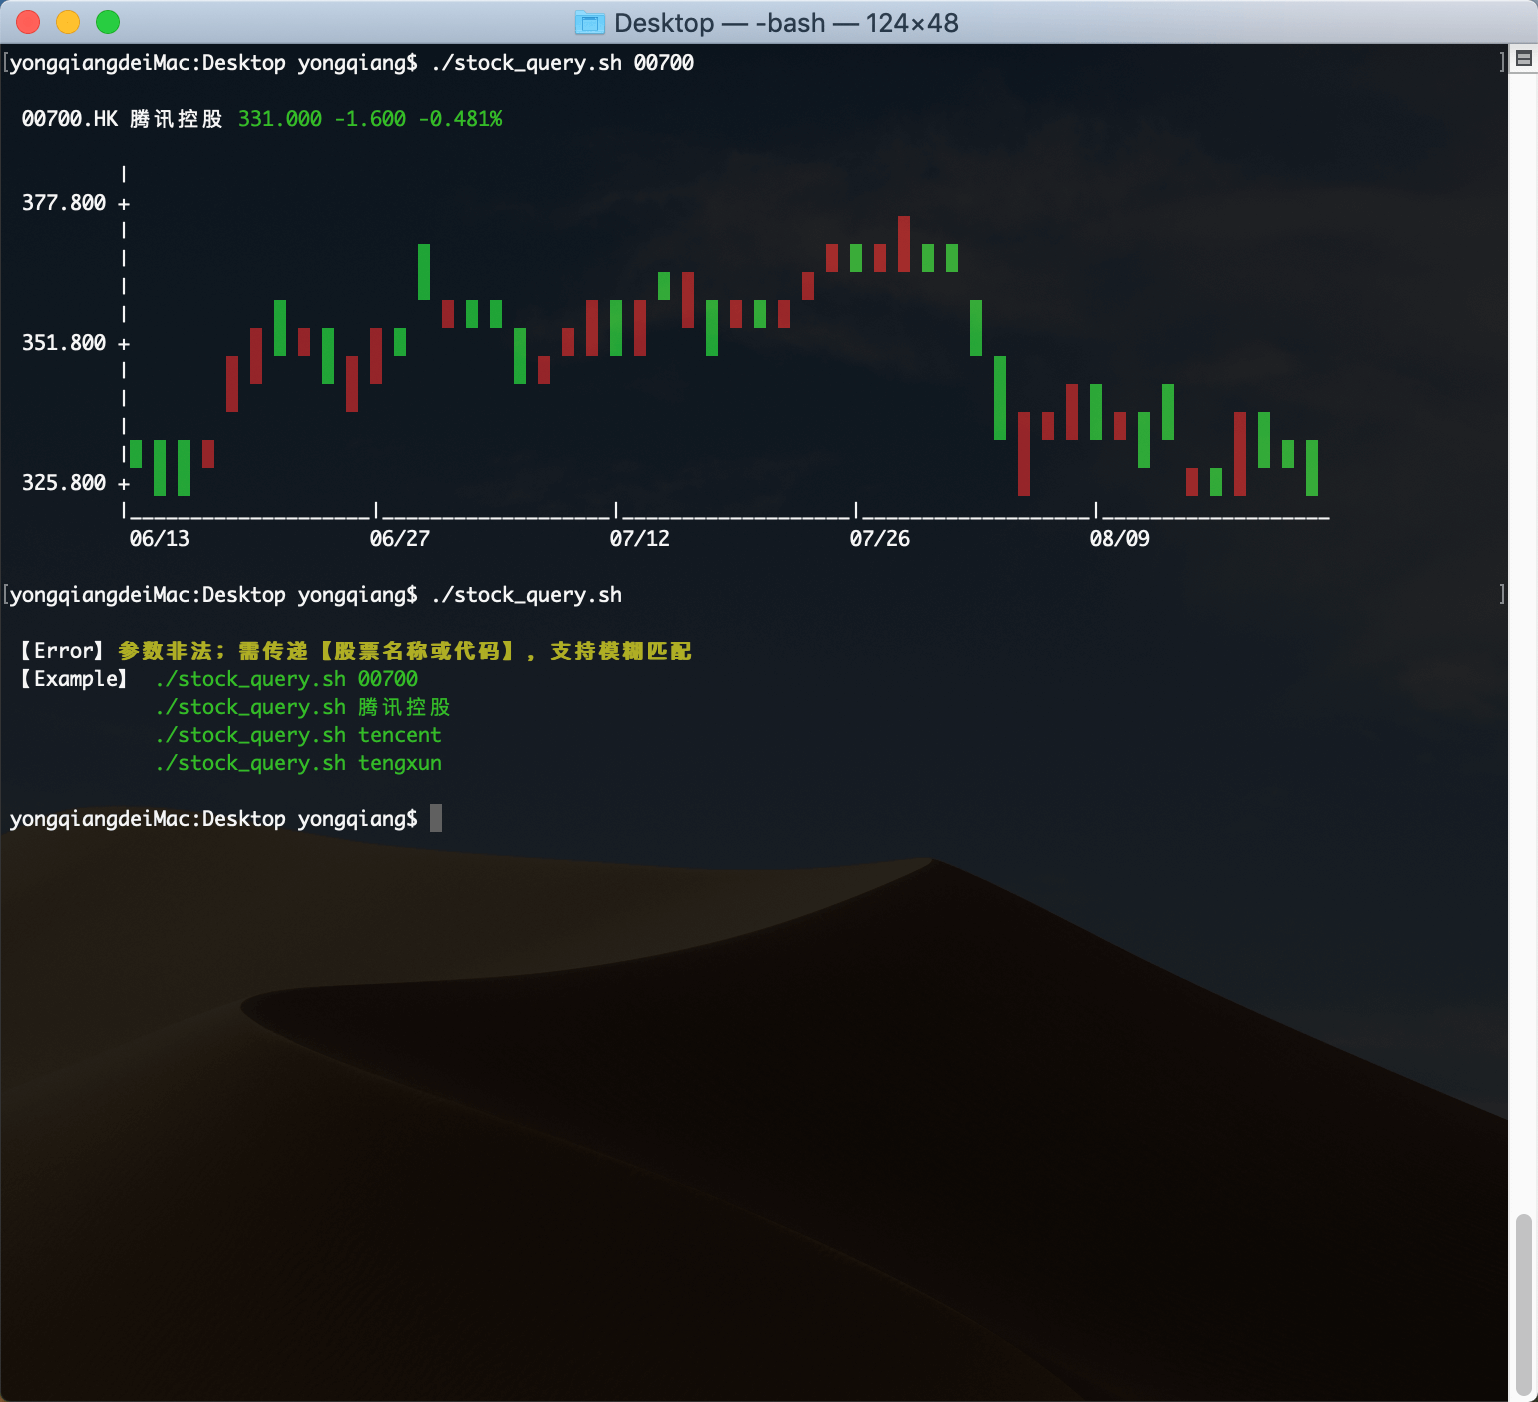 Desktop — -bash — 124×48
[yongqiangdeiMac:Desktop yongqiang$ ./stock_query.sh 00700 ]
00700.HK 腾讯控股 331.000 -1.600 -0.481%
377.800 +
351.800 +
325.800 +
06/13 06/27 07/12 07/26 08/09
[yongqiangdeiMac:Desktop yongqiang$ ./stock_query.sh ]
【Error】参数非法；需传递【股票名称或代码】，支持模糊匹配
【Example】 ./stock_query.sh 00700
./stock_query.sh 腾讯控股
./stock_query.sh tencent
./stock_query.sh tengxun
yongqiangdeiMac:Desktop yongqiang$